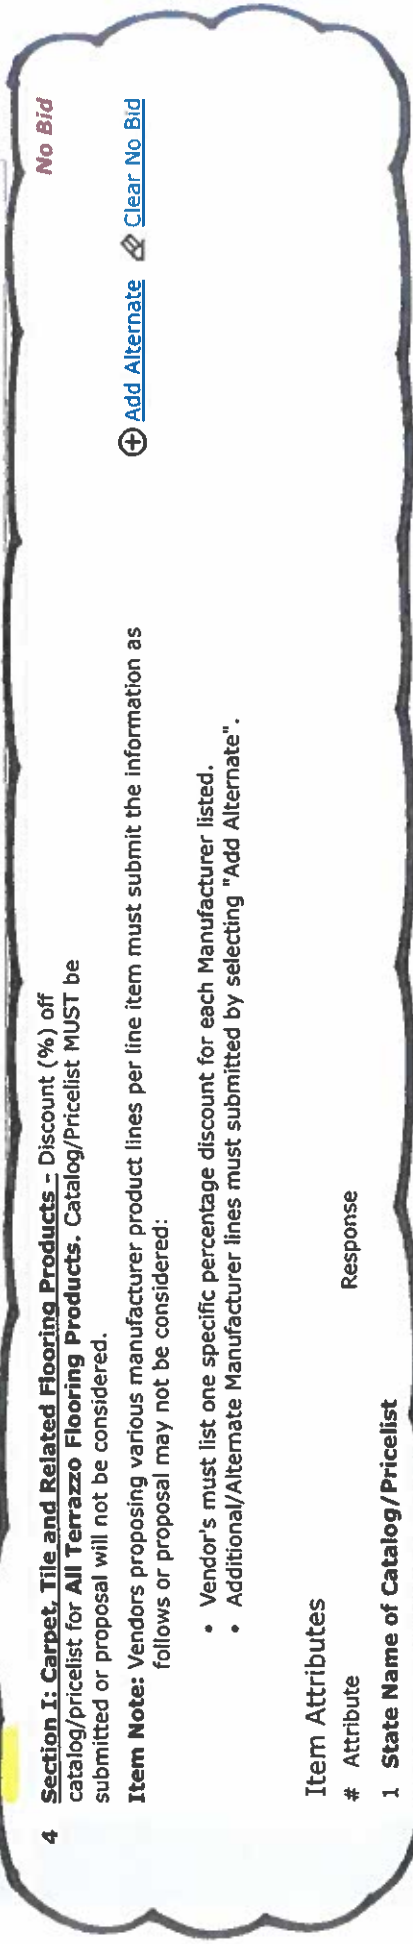 4 Section I: Carpet, Tile and Related Flooring Products - Discount (%) off
No Bid
catalog/pricelist for All Terrazzo Flooring Products. Catalog/Pricelist MUST be
submitted or proposal will not be considered.
Add Alternate Clear No Bid
Item Note: Vendors proposing various manufacturer product lines per line item must submit the information as
follows or proposal may not be considered:
• Vendor's must list one specific percentage discount for each Manufacturer listed.
• Additional/Alternate Manufacturer lines must submitted by selecting "Add Alternate".
Item Attributes
# Attribute Response
1 State Name of Catalog/Pricelist